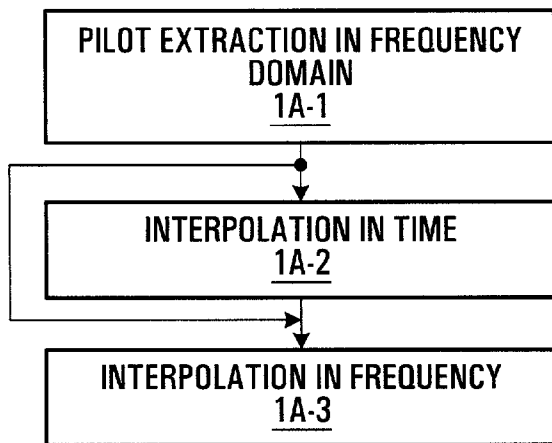 PILOT EXTRACTION IN FREQUENCY
DOMAIN
1A-1
INTERPOLATION IN TIME
1A-2
INTERPOLATION IN FREQUENCY
1A-3